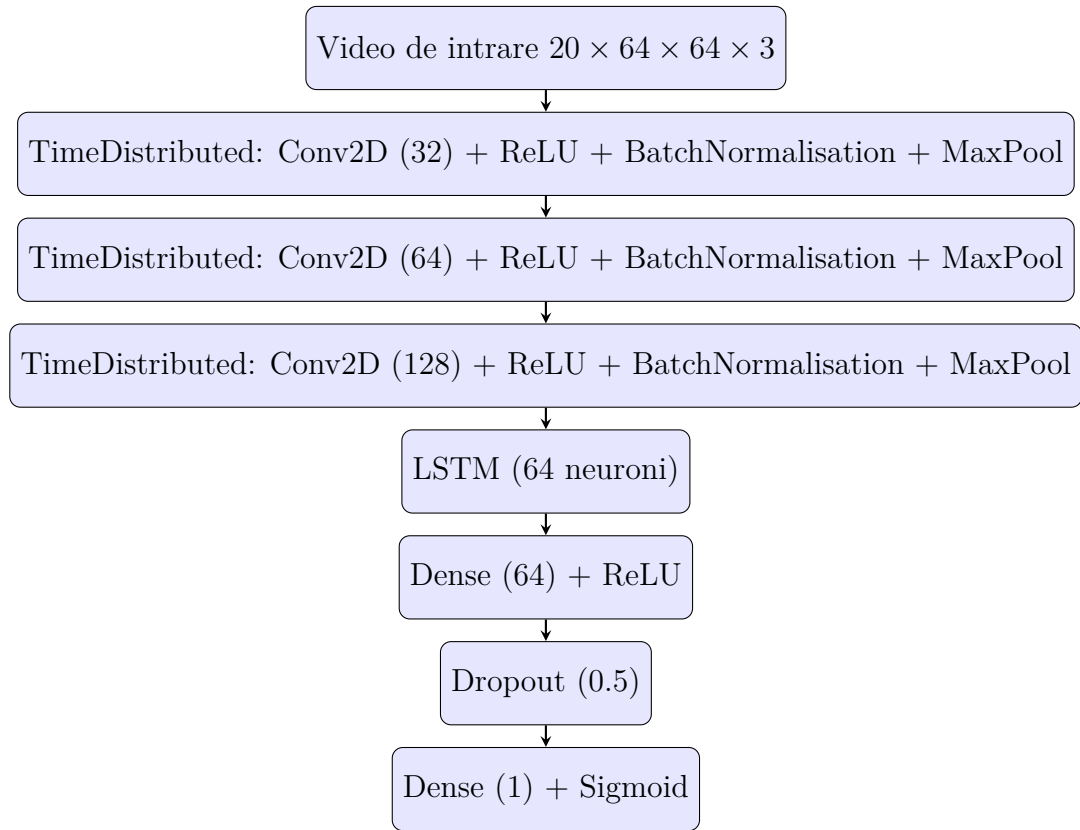 Video de intrare 20 × 64 × 64 × 3
TimeDistributed: Conv2D (32) + ReLU + BatchNormalisation + MaxPool
TimeDistributed: Conv2D (64) + ReLU + BatchNormalisation + MaxPool
TimeDistributed: Conv2D (128) + ReLU + BatchNormalisation + MaxPool
LSTM (64 neuroni)
Dense (64) + ReLU
Dropout (0.5)
Dense (1) + Sigmoid